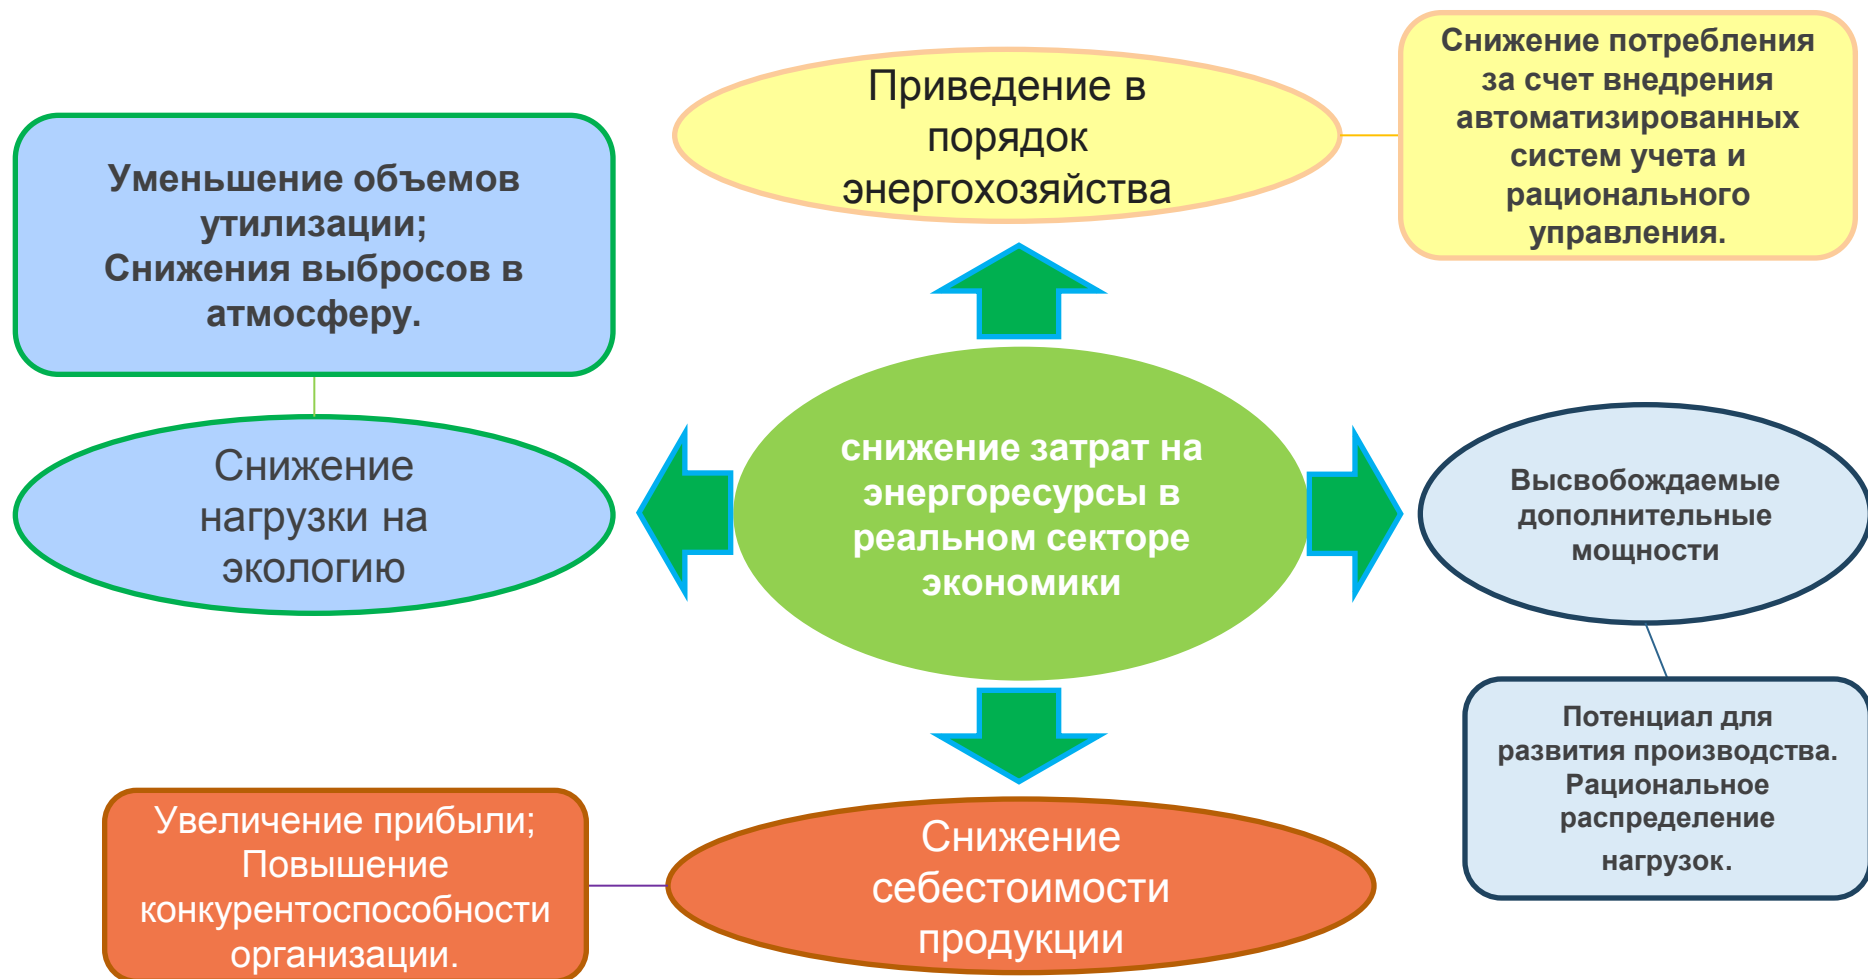 Снижение потребления
за счет внедрения
автоматизированных
систем учета и
рационального
управления.
Приведение в
порядок
энергохозяйства
Уменьшение объемов
утилизации;
Снижения выбросов в
атмосферу.
Снижение
нагрузки на
экологию
снижение затрат на
энергоресурсы в
реальном секторе
экономики
Высвобождаемые
дополнительные
мощности
Потенциал для
развития производства.
Рациональное
распределение
нагрузок.
Увеличение прибыли;
Повышение
конкурентоспособности
организации.
Снижение
себестоимости
продукции